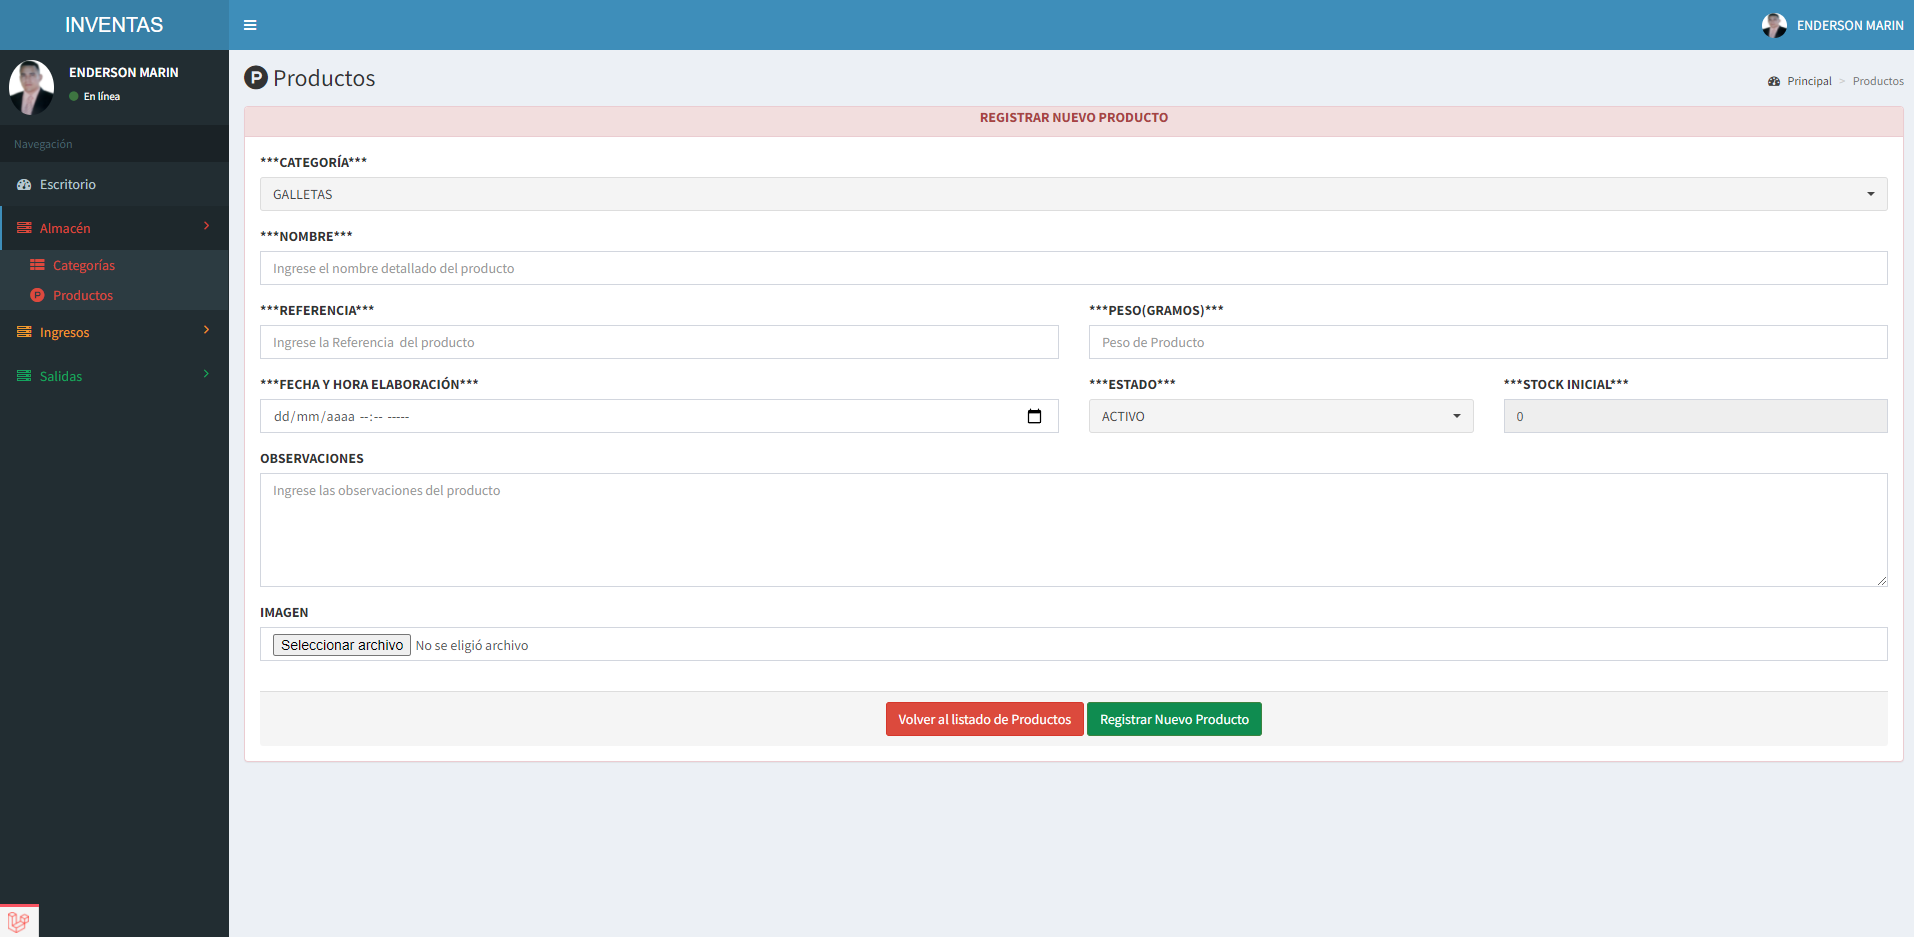 INVENTAS
ENDERSON MARIN
ENDERSON MARIN
En línea
Navegación
Escritorio
Almacén
Categorías
Productos
Ingresos
Salidas
Productos
Principal > Productos
REGISTRAR NUEVO PRODUCTO
***CATEGORÍA***
GALLETAS
***NOMBRE***
Ingrese el nombre detallado del producto
***REFERENCIA***
Ingrese la Referencia  del producto
***PESO(GRAMOS)***
Peso de Producto
***FECHA Y HORA ELABORACIÓN***
dd/mm/aaaa --:-- -----
***ESTADO***
ACTIVO
***STOCK INICIAL***
0
OBSERVACIONES
Ingrese las observaciones del producto
IMAGEN
Seleccionar archivo No se eligió archivo
Volver al listado de Productos
Registrar Nuevo Producto